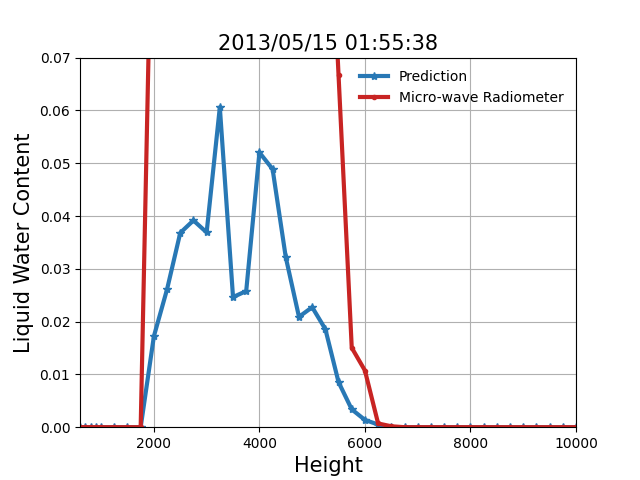 2013/05/15 01:55:38
Prediction
Micro-wave Radiometer
Liquid Water Content
0.07
0.06
0.05
0.04
0.03
0.02
0.01
0.00
2000 4000 6000 8000 10000
Height